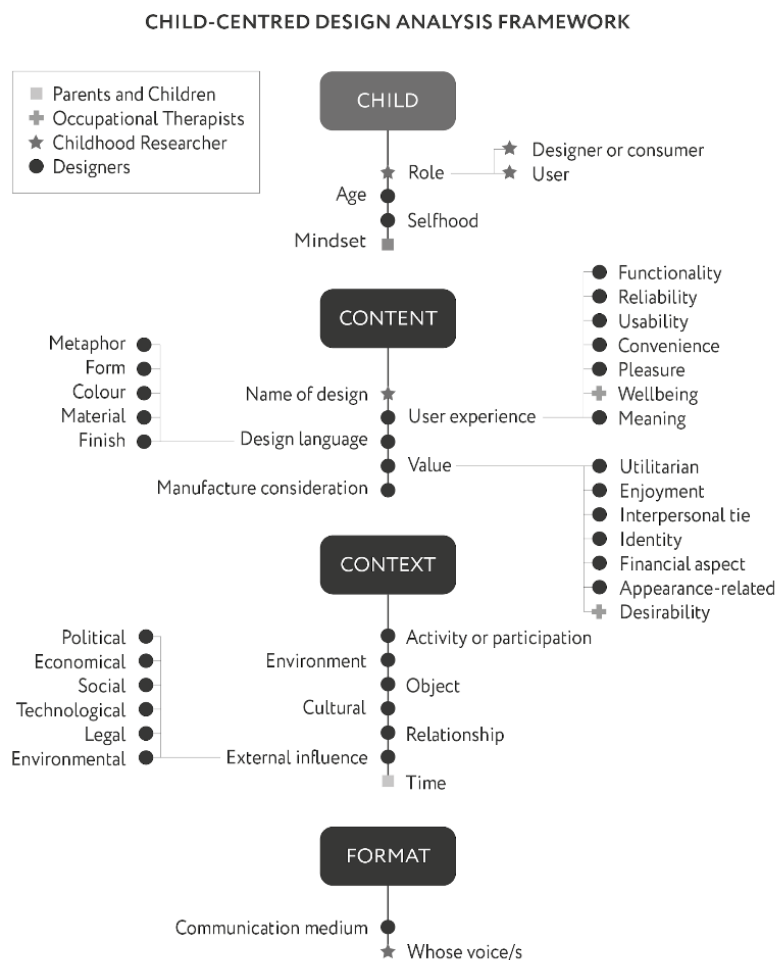 CHILD-CENTRED DESIGN ANALYSIS FRAMEWORK
Parents and Children
Occupational Therapists
Childhood Researcher
Designers
CHILD
Role
Designer or consumer
User
Age
Selfhood
Mindset
CONTENT
Name of design
User experience
Functionality
Reliability
Usability
Convenience
Pleasure
Wellbeing
Meaning
Design language
Metaphor
Form
Colour
Material
Finish
Value
Utilitarian
Enjoyment
Interpersonal tie
Identity
Financial aspect
Appearance-related
Desirability
Manufacture consideration
CONTEXT
Activity or participation
Environment
Object
Cultural
Relationship
External influence
Political
Economical
Social
Technological
Legal
Environmental
Time
FORMAT
Communication medium
Whose voice/s